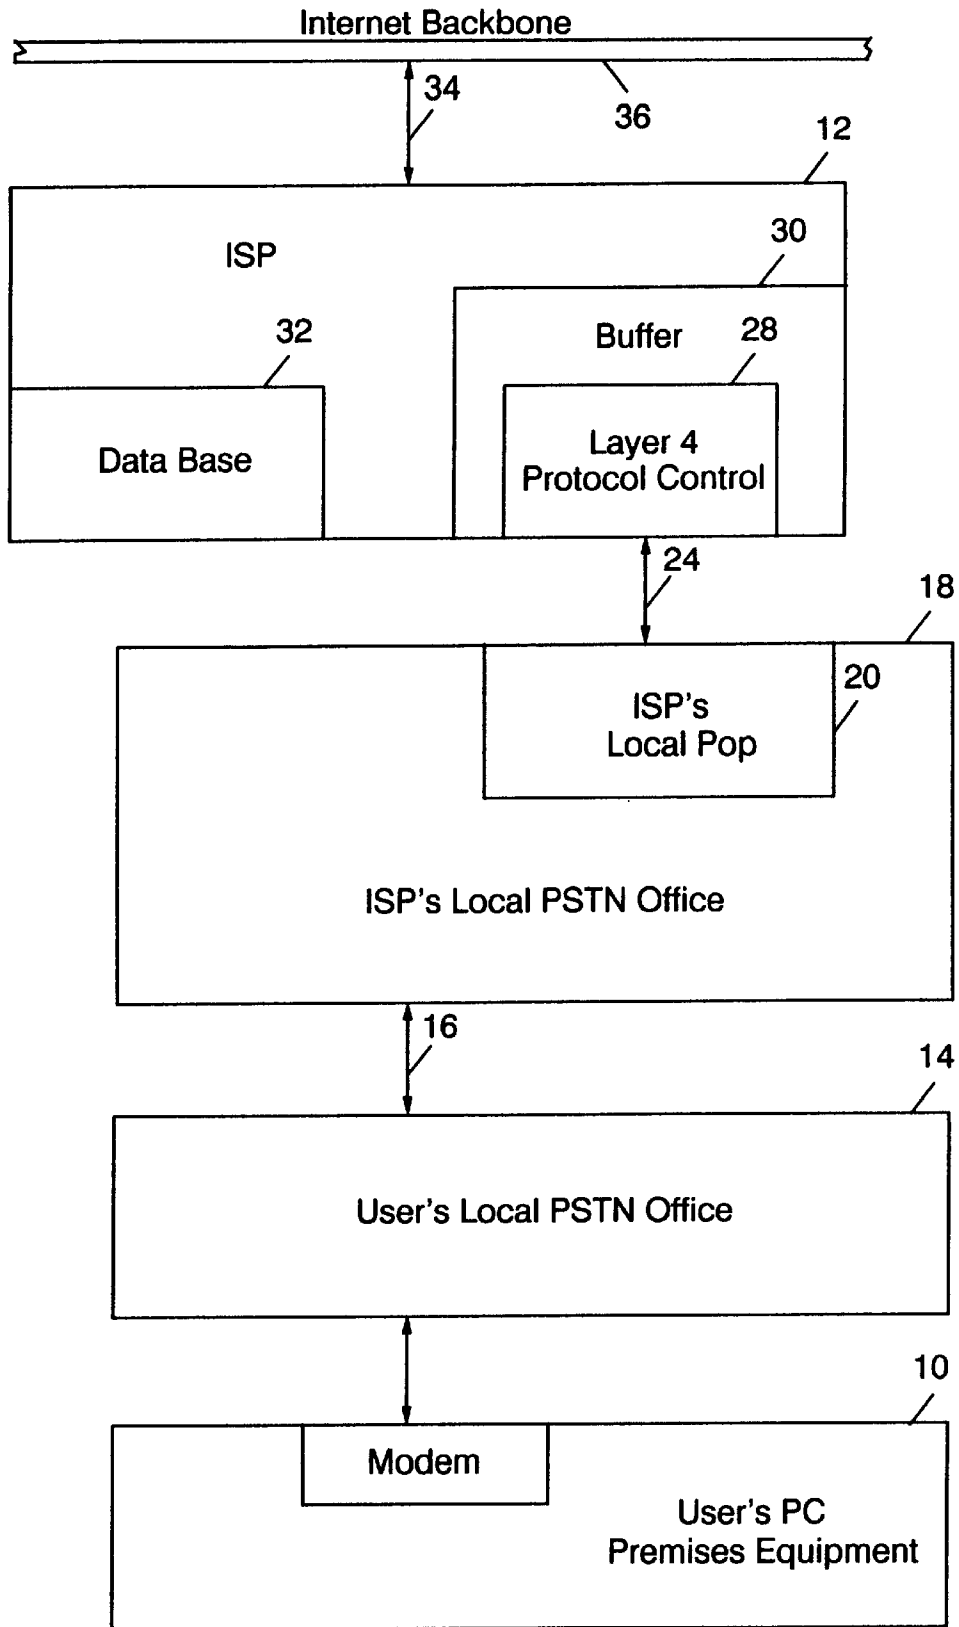 Internet Backbone
34
36
12
ISP
30
Buffer
32
28
Data Base
Layer 4
Protocol Control
24
18
20
ISP's
Local Pop
ISP's Local PSTN Office
16
14
User's Local PSTN Office
10
Modem
User's PC
Premises Equipment